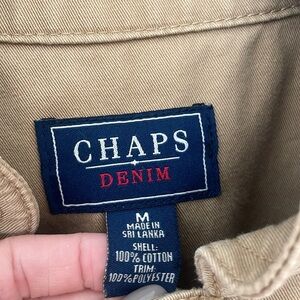 CHAPS
DENIM
M
MADE IN
SRI LANKA
SHELL:
100% COTTON
TRIM:
100% POLYESTER